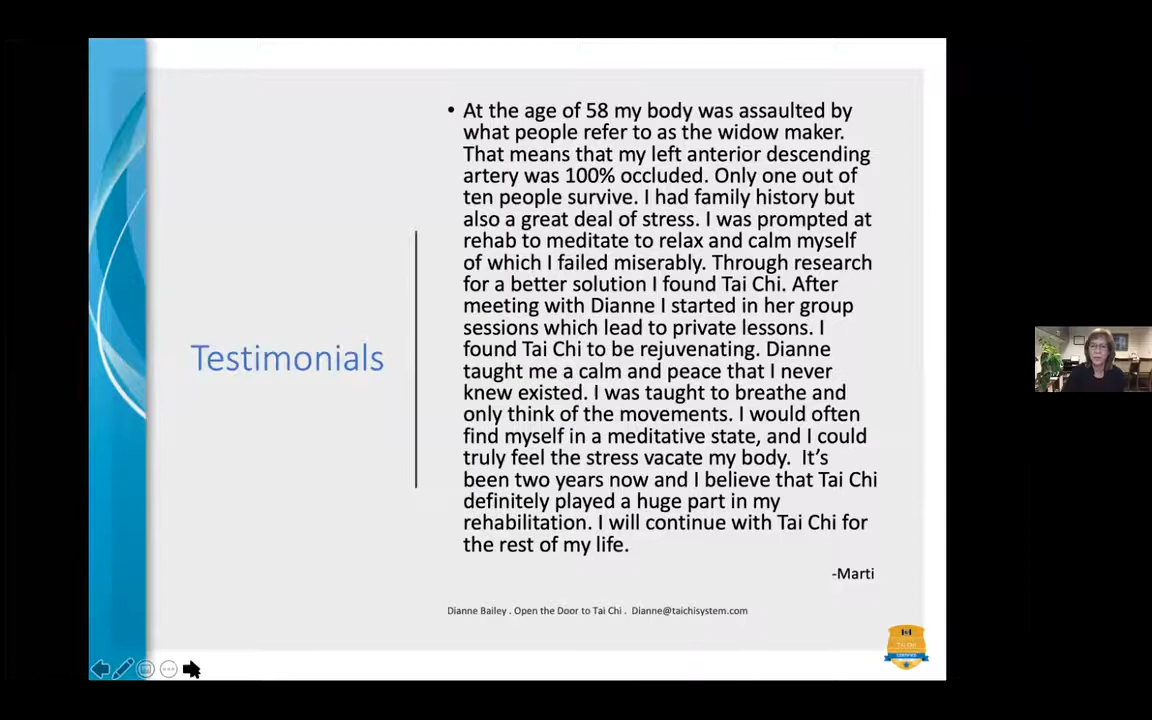 Testimonials
• At the age of 58 my body was assaulted by
what people refer to as the widow maker.
That means that my left anterior descending
artery was 100% occluded. Only one out of
ten people survive. I had family history but
also a great deal of stress. I was prompted at
rehab to meditate to relax and calm myself
of which I failed miserably. Through research
for a better solution I found Tai Chi. After
meeting with Dianne I started in her group
sessions which lead to private lessons. I
found Tai Chi to be rejuvenating. Dianne
taught me a calm and peace that I never
knew existed. I was taught to breathe and
only think of the movements. I would often
find myself in a meditative state, and I could
truly feel the stress vacate my body.  It’s
been two years now and I believe that Tai Chi
definitely played a huge part in my
rehabilitation. I will continue with Tai Chi for
the rest of my life.
-Marti
Dianne Bailey . Open the Door to Tai Chi .  Dianne@taichisystem.com
TAI CHI
CERTIFIED